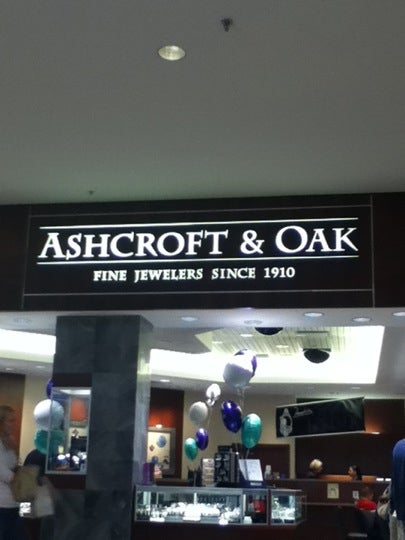 ASHCROFT & OAK
FINE JEWELERS SINCE 1910